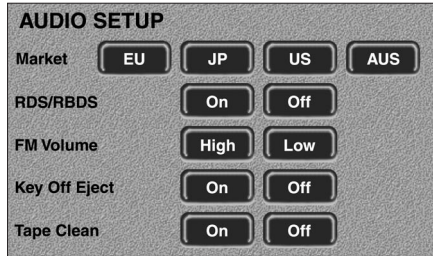 AUDIO SETUP
Market EU JP US AUS
RDS/RBDS On Off
FM Volume High Low
Key Off Eject On Off
Tape Clean On Off